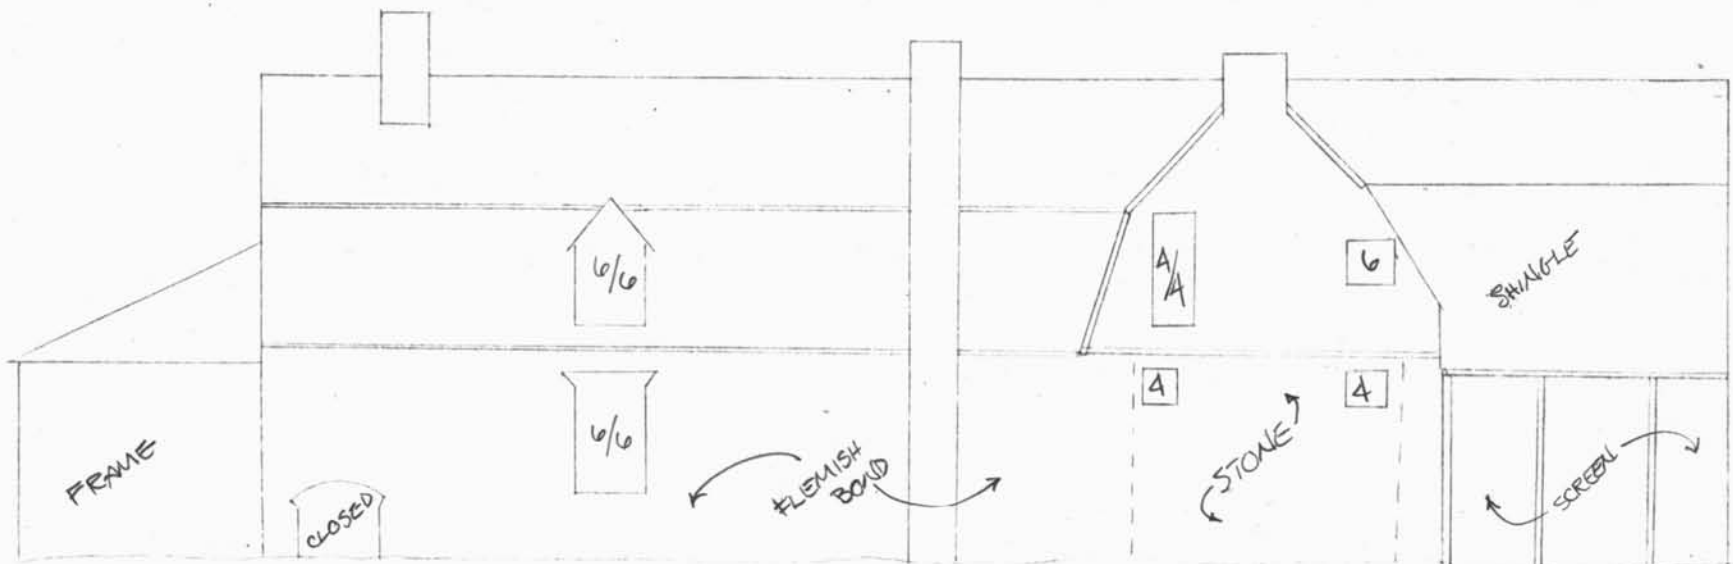 6/6
4/4
6
SHINGLE
4
4
6/6
FRAME
CLOSED
FLEMISH
BOND
STONE
SCREEN